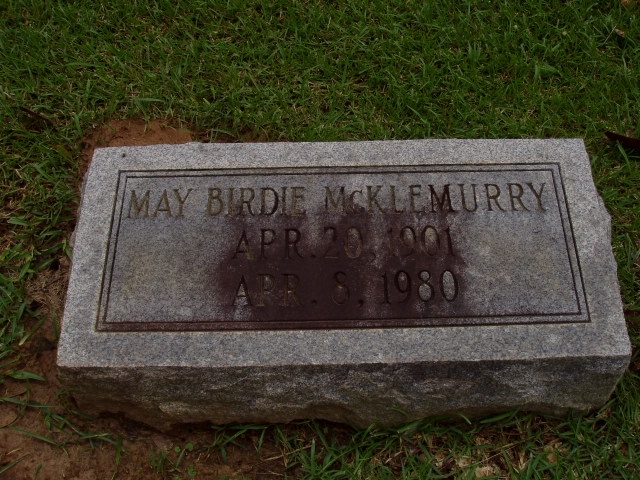 MAY BIRDIE McKLEMURRY
APR. 20, 1901
APR. 8, 1980